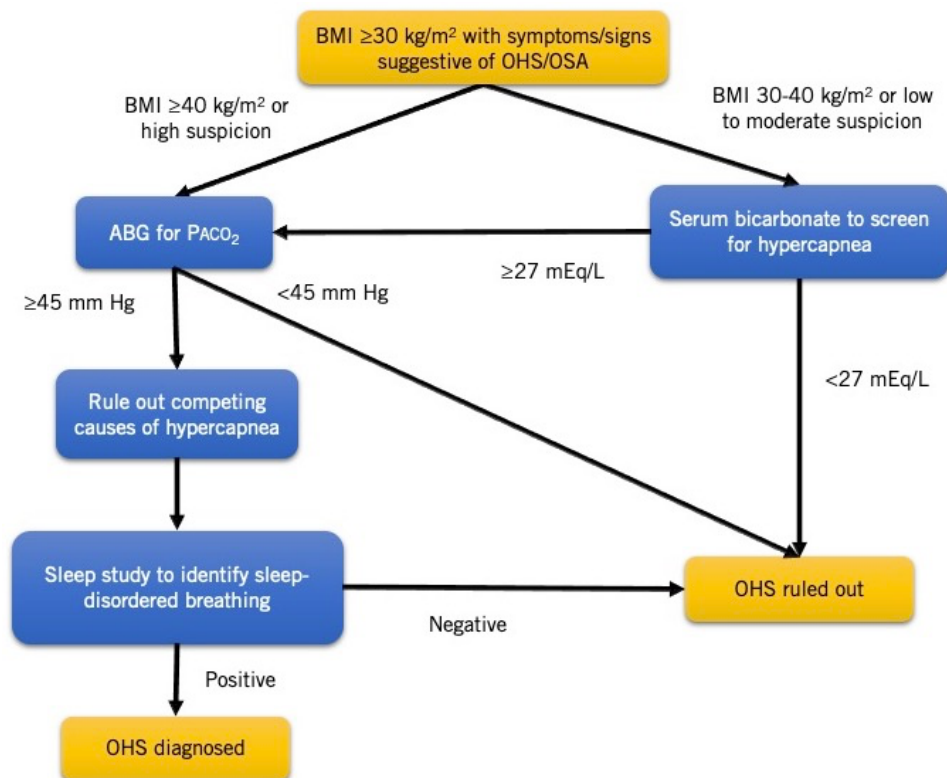 BMI ≥30 kg/m² with symptoms/signs
suggestive of OHS/OSA
BMI ≥40 kg/m² or
high suspicion
BMI 30-40 kg/m² or low
to moderate suspicion
ABG for PACO₂
Serum bicarbonate to screen
for hypercapnea
≥27 mEq/L
≥45 mm Hg
<45 mm Hg
<27 mEq/L
Rule out competing
causes of hypercapnea
Sleep study to identify sleep-
disordered breathing
Negative
OHS ruled out
Positive
OHS diagnosed